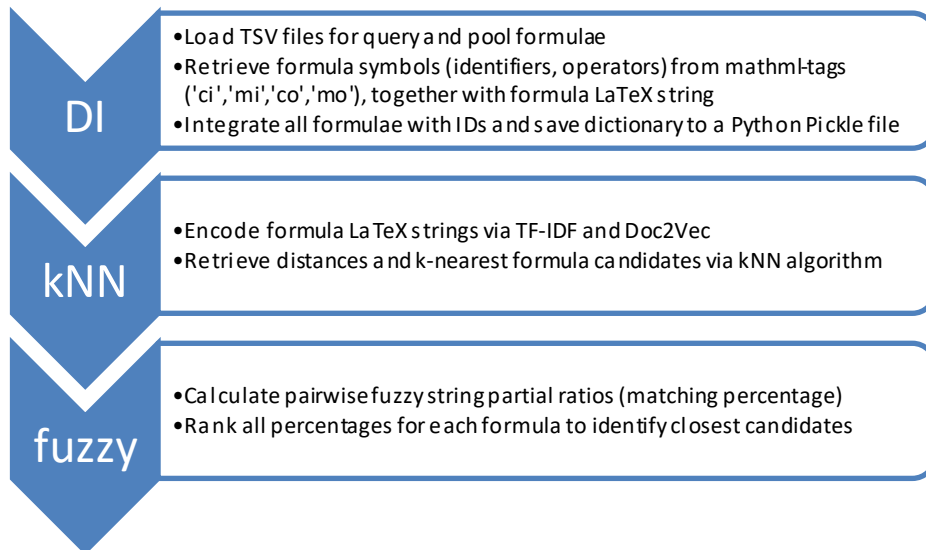 DI
•Load TSV files for query and pool formulae
•Retrieve formula symbols (identifiers, operators) from mathml-tags
('ci','mi','co','mo'), together with formula LaTeX string
•Integrate all formulae with IDs and save dictionary to a Python Pickle file
kNN
•Encode formula LaTeX strings via TF-IDF and Doc2Vec
•Retrieve distances and k-nearest formula candidates via kNN algorithm
fuzzy
•Calculate pairwise fuzzy string partial ratios (matching percentage)
•Rank all percentages for each formula to identify closest candidates